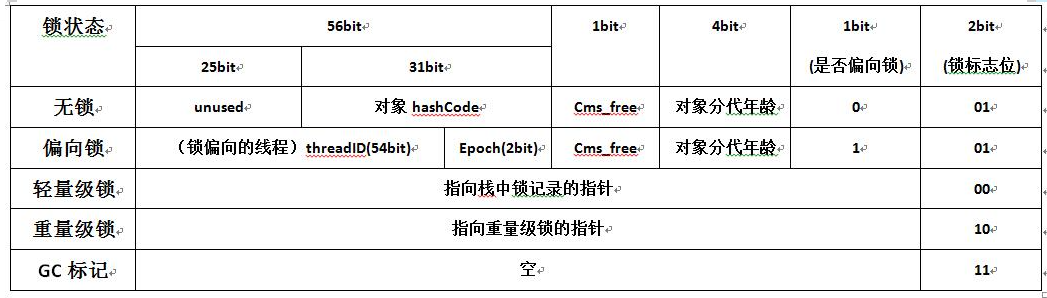 锁状态 56bit 1bit 4bit 1bit 2bit
25bit 31bit (是否偏向锁) (锁标志位)
无锁 unused 对象 hashCode Cms_free 对象分代年龄 0 01
偏向锁 （锁偏向的线程）threadID(54bit) Epoch(2bit) Cms_free 对象分代年龄 1 01
轻量级锁 指向栈中锁记录的指针 00
重量级锁 指向重量级锁的指针 10
GC 标记 空 11